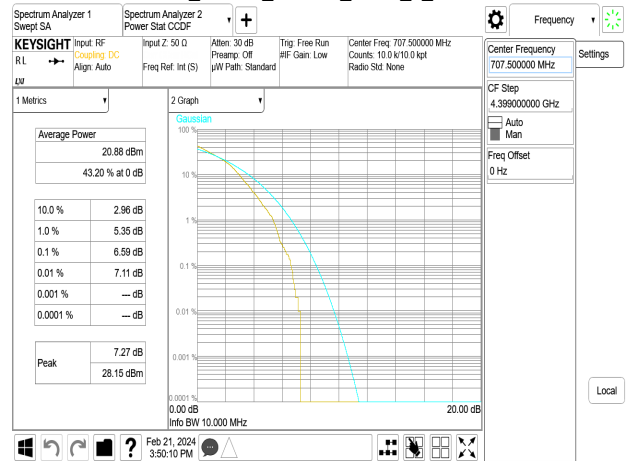 Spectrum Analyzer 1
Swept SA
Spectrum Analyzer 2
Power Stat CCDF
+
Frequency
KEYSIGHT
RL
LXI
Input: RF
Coupling: DC
Align: Auto
Input Z: 50 Ω
Freq Ref: Int (S)
Atten: 30 dB
Preamp: Off
µW Path: Standard
Trig: Free Run
#IF Gain: Low
Center Freq: 707.500000 MHz
Counts: 10.0 k/10.0 kpt
Radio Std: None
Center Frequency
707.500000 MHz
Settings
CF Step
4.399000000 GHz
Auto
Man
Freq Offset
0 Hz
Local
1 Metrics
Average Power
20.88 dBm
43.20 % at 0 dB
10.0 % 2.96 dB
1.0 % 5.35 dB
0.1 % 6.59 dB
0.01 % 7.11 dB
0.001 % --- dB
0.0001 % --- dB
Peak
7.27 dB
28.15 dBm
2 Graph
Gaussian
100 %
10 %
1 %
0.1 %
0.01 %
0.001 %
0.0001 %
0.00 dB
20.00 dB
Info BW 10.000 MHz
?
Feb 21, 2024
3:50:10 PM